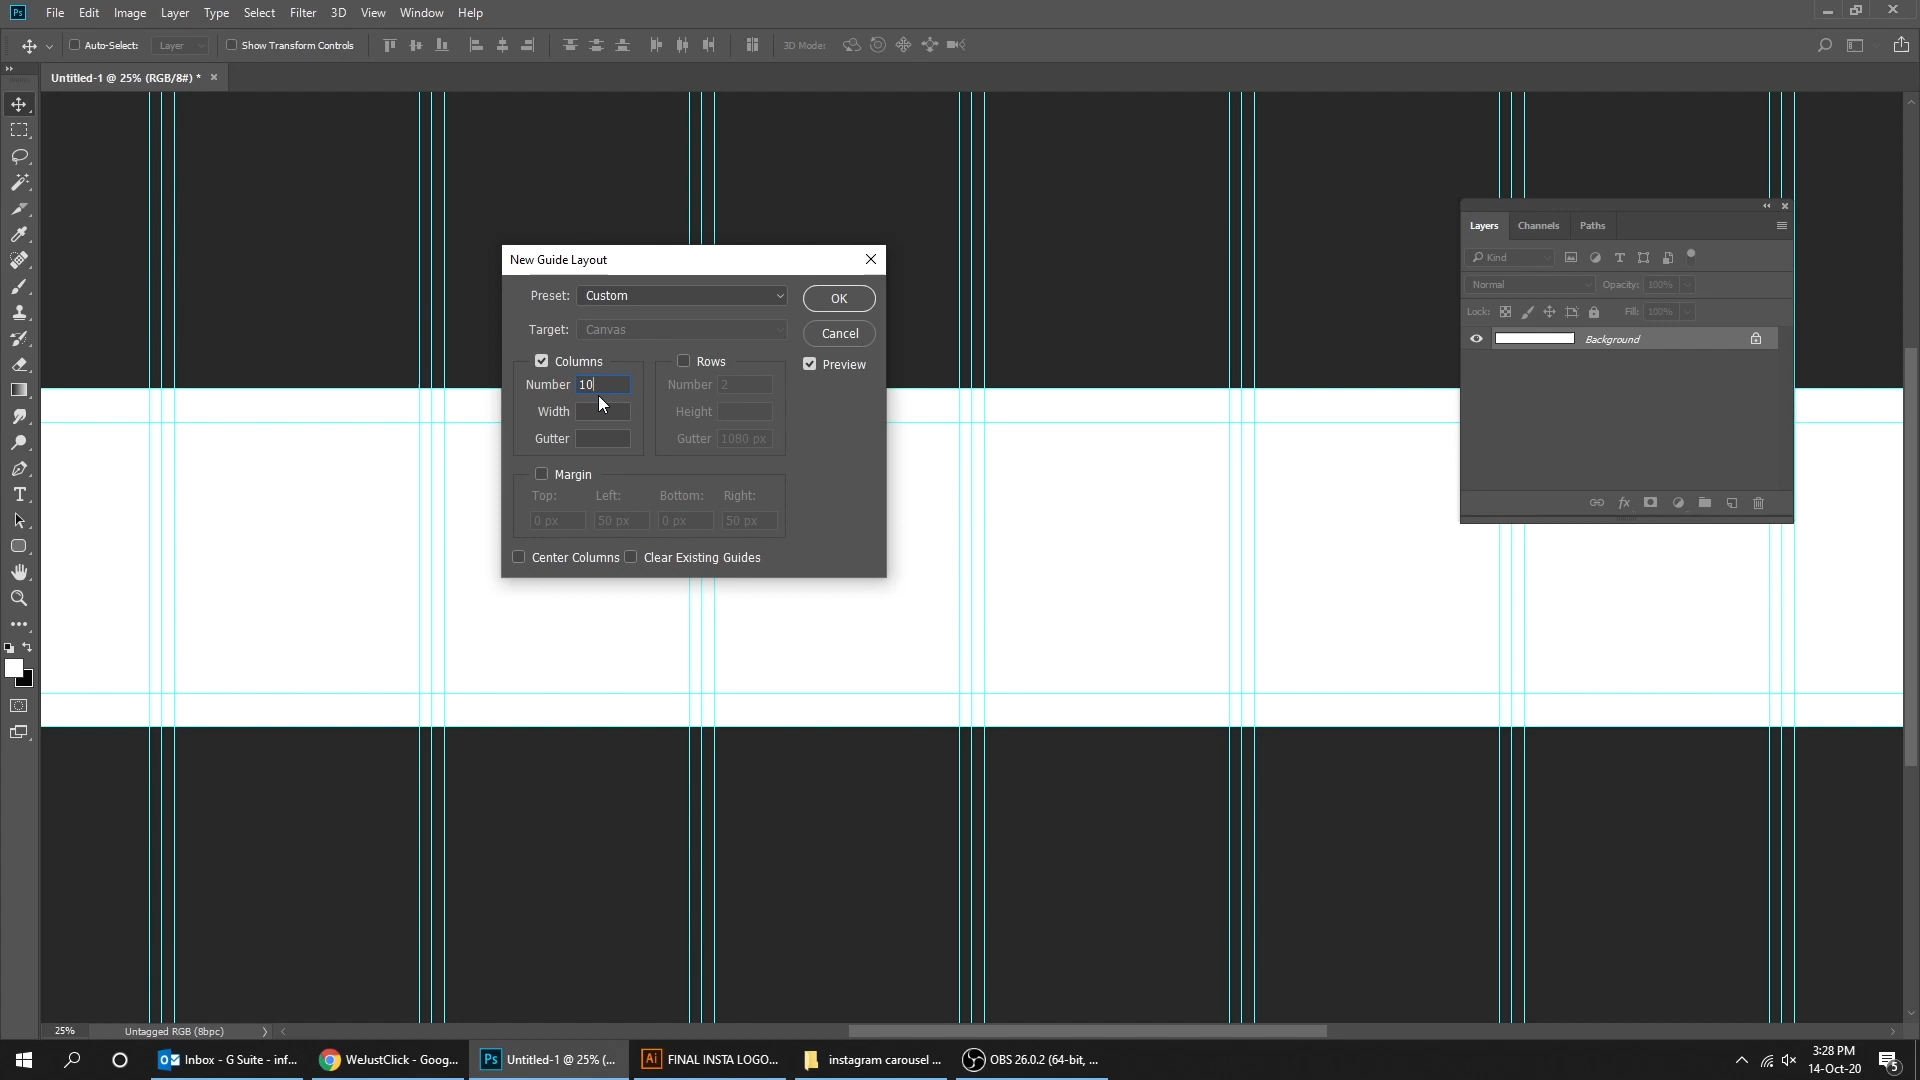 Ps File Edit Image Layer Type Select Filter 3D View Window Help
Auto-Select: Layer Show Transform Controls 3D Mode:
Untitled-1 @ 25% (RGB/8#) * ×
New Guide Layout
Preset: Custom OK
Target: Canvas Cancel
Columns Rows Preview
Number 10 Number 2
Width Height
Gutter Gutter 1080 px
Margin
Top: Left: Bottom: Right:
0 px 50 px 0 px 50 px
Center Columns Clear Existing Guides
Layers Channels Paths
Kind
Normal Opacity: 100%
Lock: Fill: 100%
Background
fx
25% Untagged RGB (8bpc)
Inbox - G Suite - inf... WeJustClick - Goog... Ps Untitled-1 @ 25% (... Ai FINAL INSTA LOGO... instagram carousel ... OBS 26.0.2 (64-bit, ...
3:28 PM
14-Oct-20
5